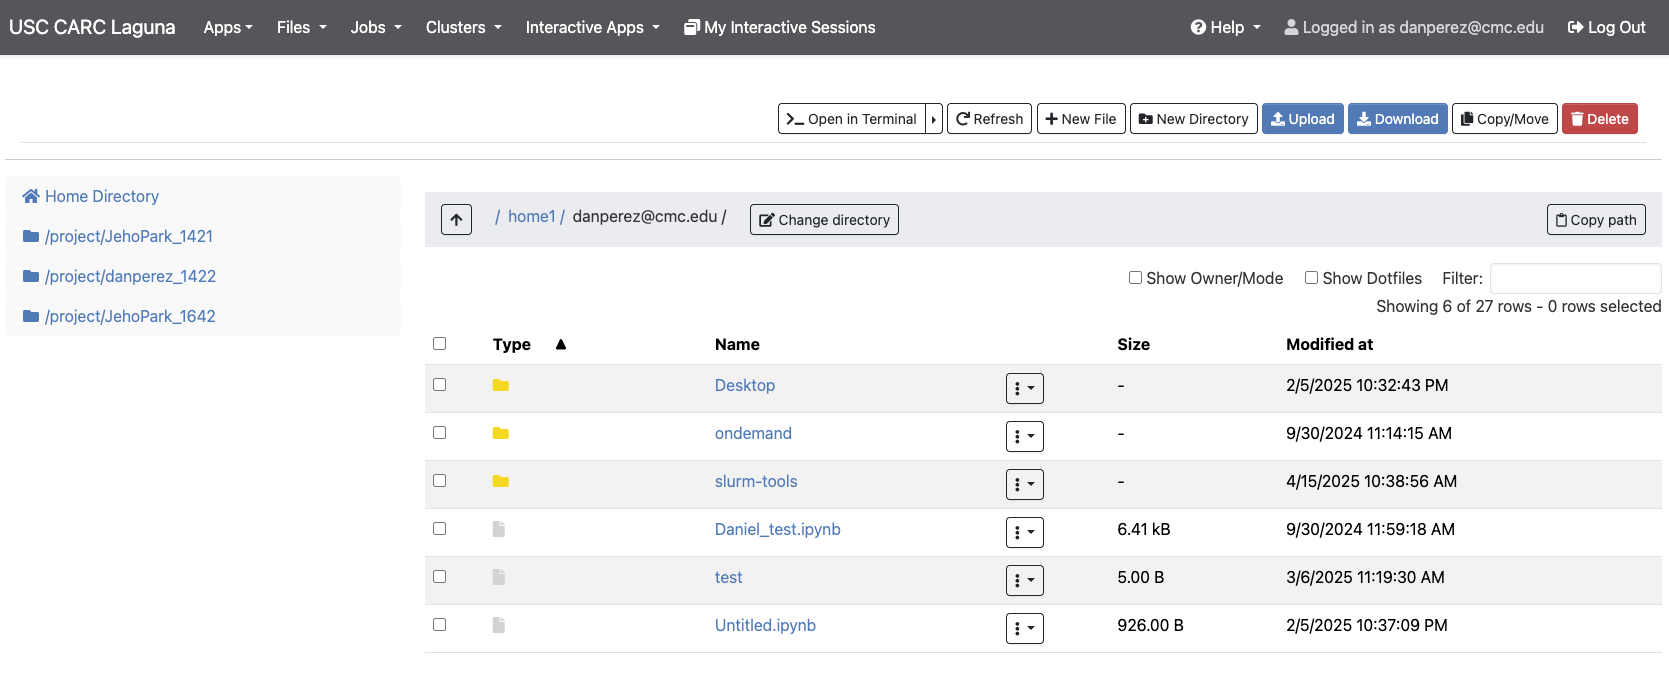 USC CARC Laguna Apps Files Jobs Clusters Interactive Apps My Interactive Sessions Help Logged in as danperez@cmc.edu Log Out
Open in Terminal Refresh New File New Directory Upload Download Copy/Move Delete
Home Directory
/project/JehoPark_1421
/project/danperez_1422
/project/JehoPark_1642
/ home1 / danperez@cmc.edu / Change directory Copy path
Show Owner/Mode Show Dotfiles Filter:
Showing 6 of 27 rows - 0 rows selected
Type Name Size Modified at
Desktop - 2/5/2025 10:32:43 PM
ondemand - 9/30/2024 11:14:15 AM
slurm-tools - 4/15/2025 10:38:56 AM
Daniel_test.ipynb 6.41 kB 9/30/2024 11:59:18 AM
test 5.00 B 3/6/2025 11:19:30 AM
Untitled.ipynb 926.00 B 2/5/2025 10:37:09 PM